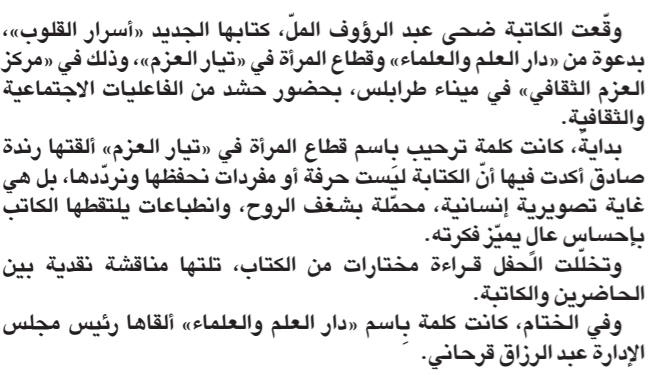 وقّعت الكاتبة ضحى عبد الرؤوف الملّ، كتابها الجديد «أسرار القلوب»،
بدعوة من «دار العلم والعلماء» وقطاع المرأة في «تيار العزم»، وذلك في «مركز
العزم الثقافي» في ميناء طرابلس، بحضور حشد من الفاعليات الاجتماعية
والثقافية.
بدايةً، كانت كلمة ترحيب بِاسم قطاع المرأة في «تيار العزم» ألقتها رندة
صادق أكدت فيها أنّ الكتابة ليَست حرفة أو مفردات نحفظها ونردّدها، بل هي
غاية تصويرية إنسانية، محمّلة بشغف الروح، وانطباعات يلتقطها الكاتب
بإحساس عالٍ يميّز فكرته.
وتخلّلت الحفل قراءة مختارات من الكتاب، تلتها مناقشة نقدية بين
الحاضرين والكاتبة.
وفي الختام، كانت كلمة بِاسم «دار العلم والعلماء» ألقاها رئيس مجلس
الإدارة عبد الرزاق قرحاني.